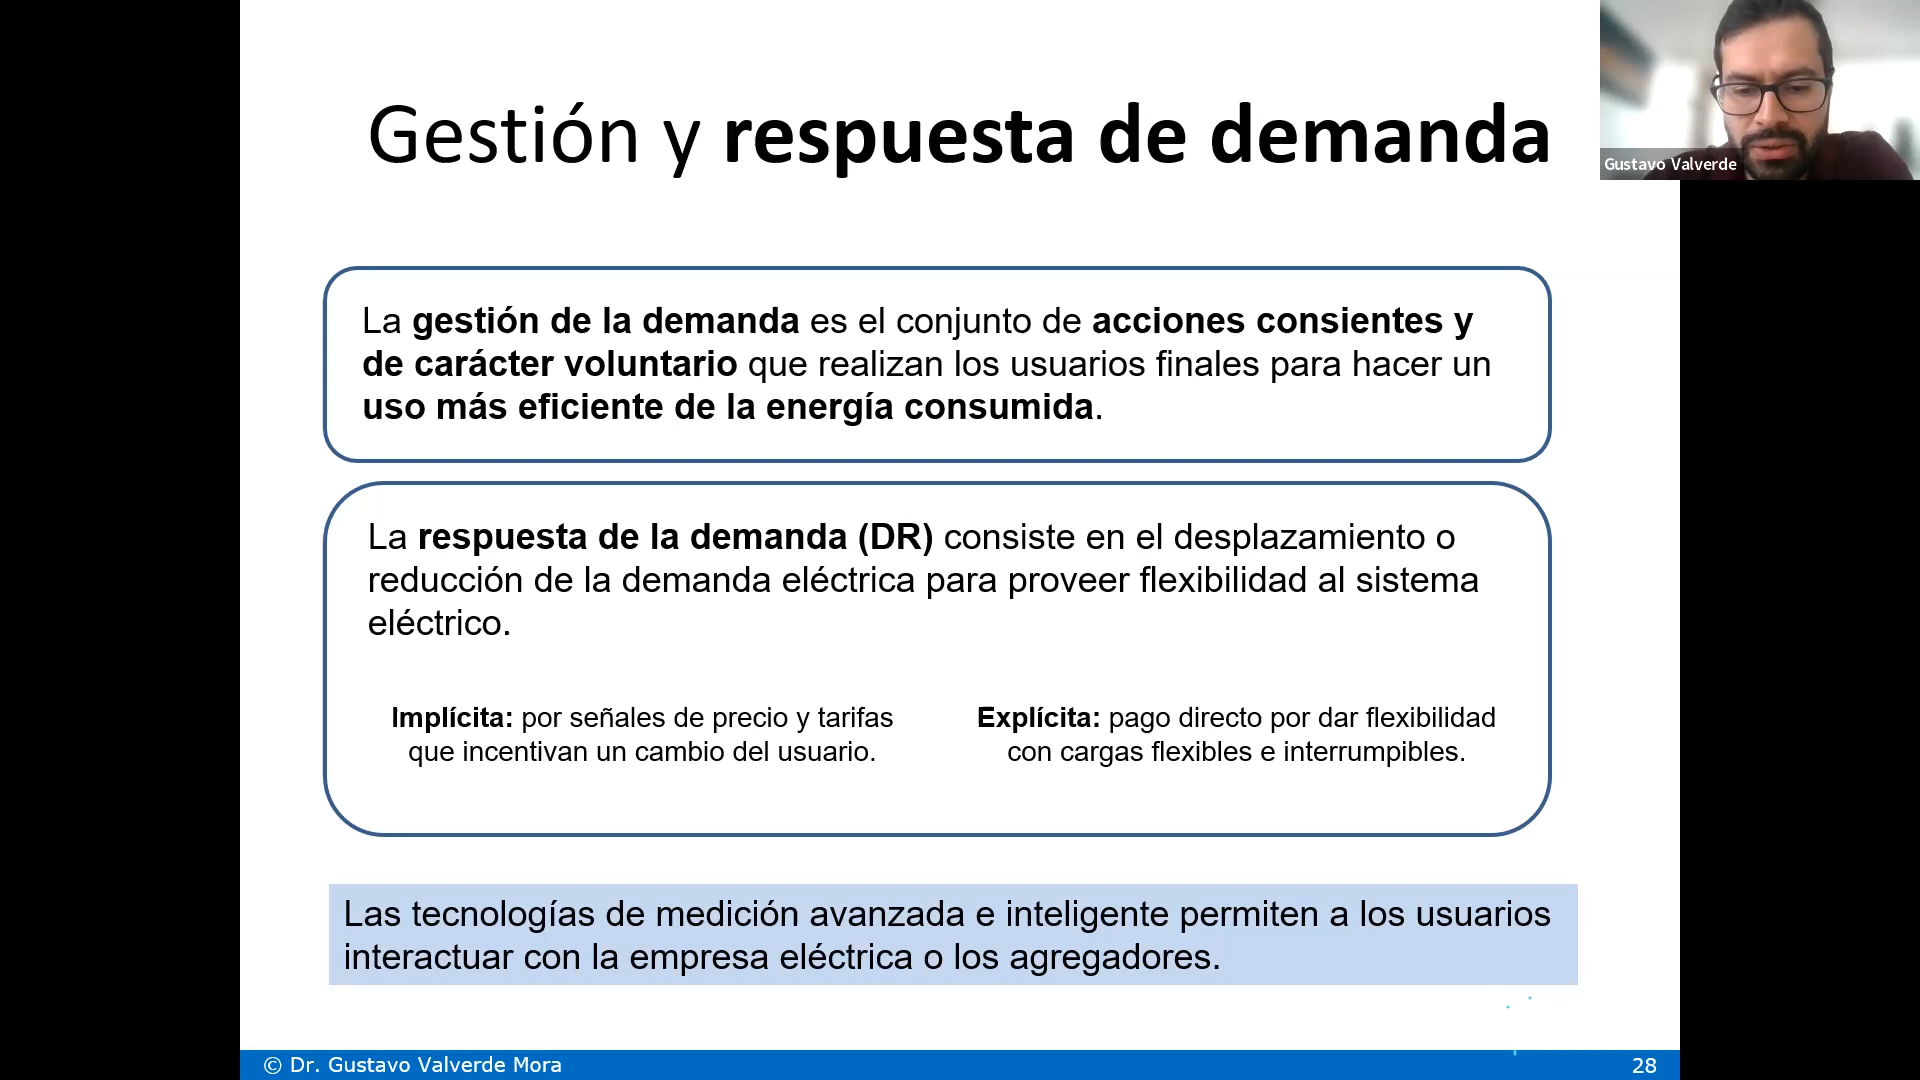 Gestión y respuesta de demanda
Gustavo Valverde
La gestión de la demanda es el conjunto de acciones consientes y
de carácter voluntario que realizan los usuarios finales para hacer un
uso más eficiente de la energía consumida.
La respuesta de la demanda (DR) consiste en el desplazamiento o
reducción de la demanda eléctrica para proveer flexibilidad al sistema
eléctrico.
Implícita: por señales de precio y tarifas
que incentivan un cambio del usuario.
Explícita: pago directo por dar flexibilidad
con cargas flexibles e interrumpibles.
Las tecnologías de medición avanzada e inteligente permiten a los usuarios
interactuar con la empresa eléctrica o los agregadores.
© Dr. Gustavo Valverde Mora
28